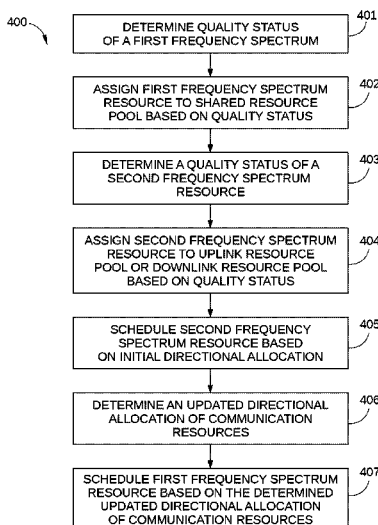 400
DETERMINE QUALITY STATUS
OF A FIRST FREQUENCY SPECTRUM
401
ASSIGN FIRST FREQUENCY SPECTRUM
RESOURCE TO SHARED RESOURCE
POOL BASED ON QUALITY STATUS
402
DETERMINE A QUALITY STATUS OF A
SECOND FREQUENCY SPECTRUM
RESOURCE
403
ASSIGN SECOND FREQUENCY SPECTRUM
RESOURCE TO UPLINK RESOURCE
POOL OR DOWNLINK RESOURCE POOL
BASED ON QUALITY STATUS
404
SCHEDULE SECOND FREQUENCY
SPECTRUM RESOURCE BASED
ON INITIAL DIRECTIONAL ALLOCATION
405
DETERMINE AN UPDATED DIRECTIONAL
ALLOCATION OF COMMUNICATION
RESOURCES
406
SCHEDULE FIRST FREQUENCY SPECTRUM
RESOURCE BASED ON THE DETERMINED
UPDATED DIRECTIONAL ALLOCATION
OF COMMUNICATION RESOURCES
407